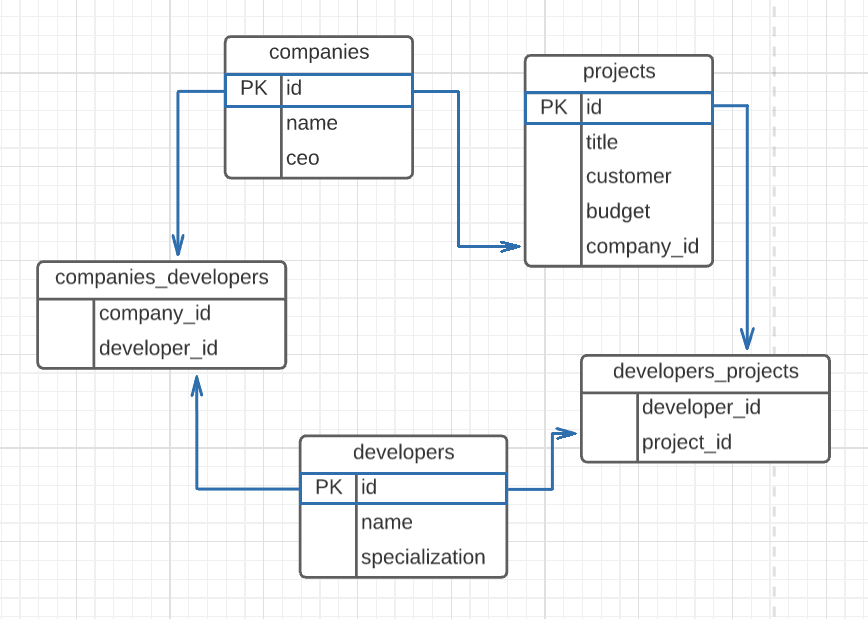 companies
PK id
name
ceo
projects
PK id
title
customer
budget
company_id
companies_developers
company_id
developer_id
developers_projects
developer_id
project_id
developers
PK id
name
specialization